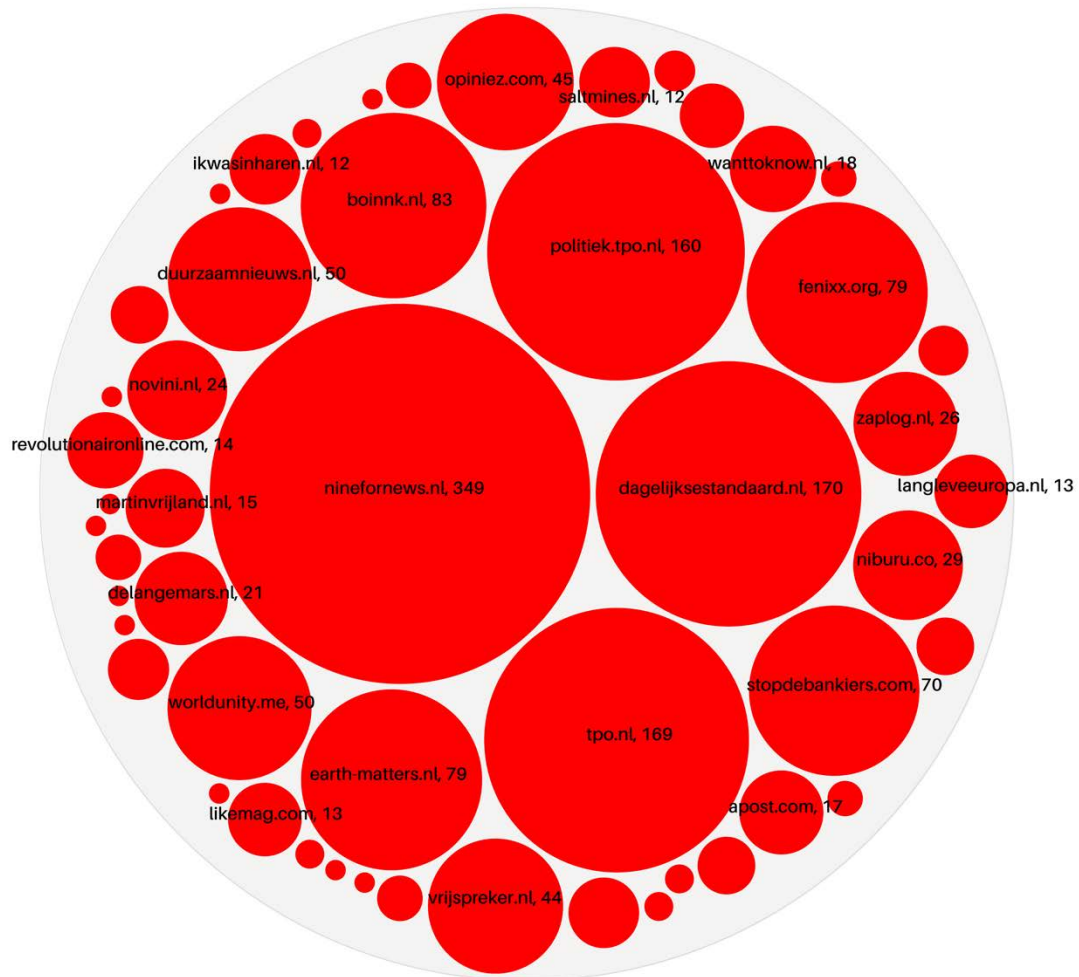 opiniez.com, 45
saltmines.nl, 12
ikwasinharen.nl, 12
wanttoknow.nl, 18
boinnk.nl, 83
politiek.tpo.nl, 160
duurzaamnieuws.nl, 50
fenixx.org, 79
novini.nl, 24
zaplog.nl, 26
revolutionaironline.com, 14
ninefornews.nl, 349
dagelijksestandaard.nl, 170
langleveeuropa.nl, 13
martinvrijland.nl, 15
niburu.co, 29
delangemars.nl, 21
stopdebankiers.com, 70
worldunity.me, 50
tpo.nl, 169
earth-matters.nl, 79
apost.com, 17
likemag.com, 13
vrijspreker.nl, 44